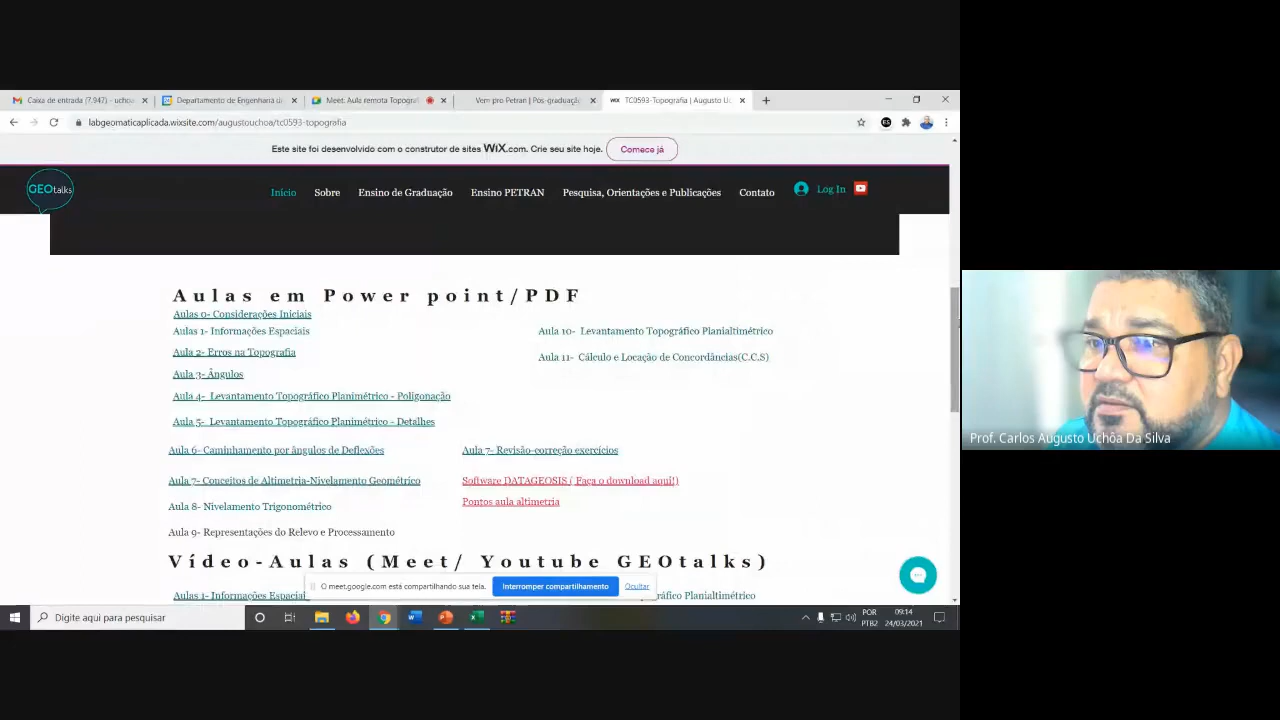 Caixa de entrada (7.947) - uchoa
Departamento de Engenharia de
Meet: Aula remota Topograf
Vem pro Petran | Pós-graduação
WIX TC0593-Topografia | Augusto U
labgeomaticaplicada.wixsite.com/augustouchoa/tc0593-topografia
Este site foi desenvolvido com o construtor de sites WiX.com. Crie seu site hoje. Comece já
GEOtalks
Início Sobre Ensino de Graduação Ensino PETRAN Pesquisa, Orientações e Publicações Contato Log In
Aulas em Power point/PDF
Aulas 0- Considerações Iniciais
Aulas 1- Informações Espaciais
Aula 10- Levantamento Topográfico Planialtimétrico
Aula 2- Erros na Topografia
Aula 11- Cálculo e Locação de Concordâncias(C.C.S)
Aula 3- Ângulos
Aula 4- Levantamento Topográfico Planimétrico - Poligonação
Aula 5- Levantamento Topográfico Planimétrico - Detalhes
Aula 6- Caminhamento por ângulos de Deflexões
Aula 7- Revisão-correção exercícios
Aula 7- Conceitos de Altimetria-Nivelamento Geométrico
Software DATAGEOSIS ( Faça o download aqui!)
Pontos aula altimetria
Aula 8- Nivelamento Trigonométrico
Aula 9- Representações do Relevo e Processamento
Vídeo-Aulas (Meet/ Youtube GEOtalks)
O meet.google.com está compartilhando sua tela. Interromper compartilhamento Ocultar
Aulas 1- Informações Espaciai
ráfico Planialtimétrico
Digite aqui para pesquisar
POR
PTB2
09:14
24/03/2021
Prof. Carlos Augusto Uchôa Da Silva